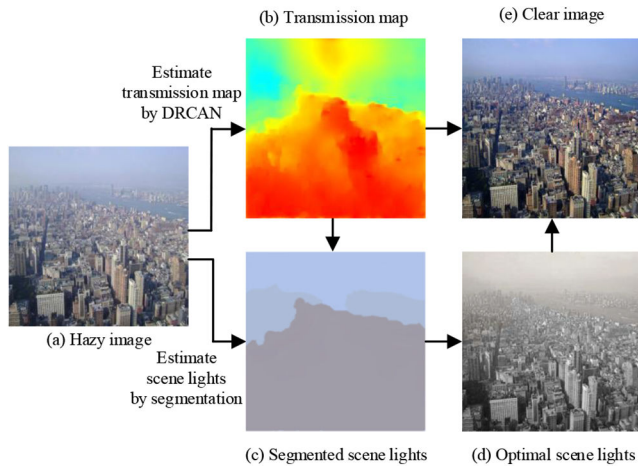 (b) Transmission map
(e) Clear image
Estimate
transmission map
by DRCAN
(a) Hazy image
Estimate
scene lights
by segmentation
(c) Segmented scene lights
(d) Optimal scene lights